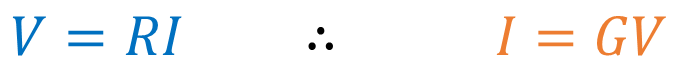 V = RI ∴ I = GV